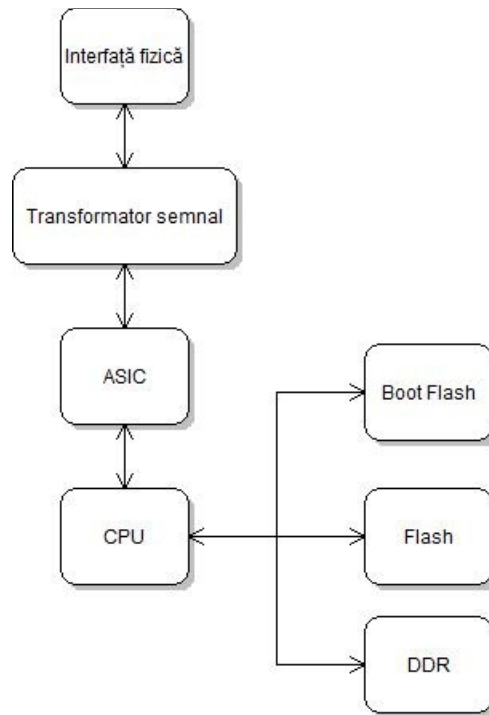 Interfață fizică
Transformator semnal
ASIC
Boot Flash
CPU
Flash
DDR